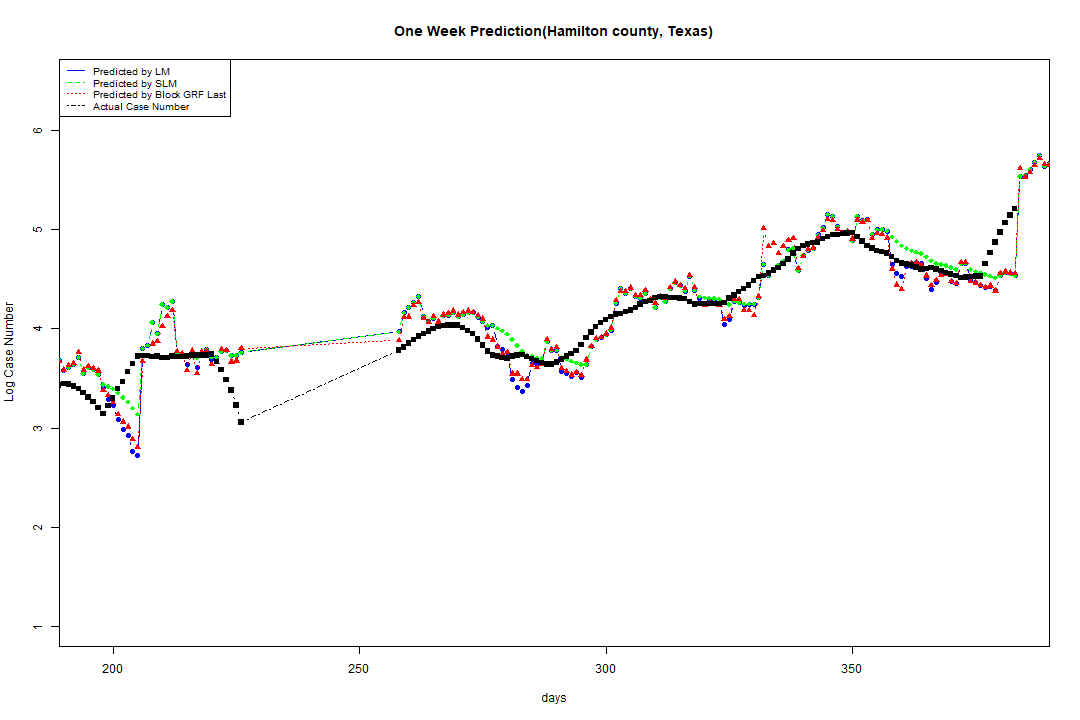 One Week Prediction(Hamilton county, Texas)
Predicted by LM
Predicted by SLM
Predicted by Block GRF Last
Actual Case Number
Log Case Number
6
5
4
3
2
1
200
250
300
350
days